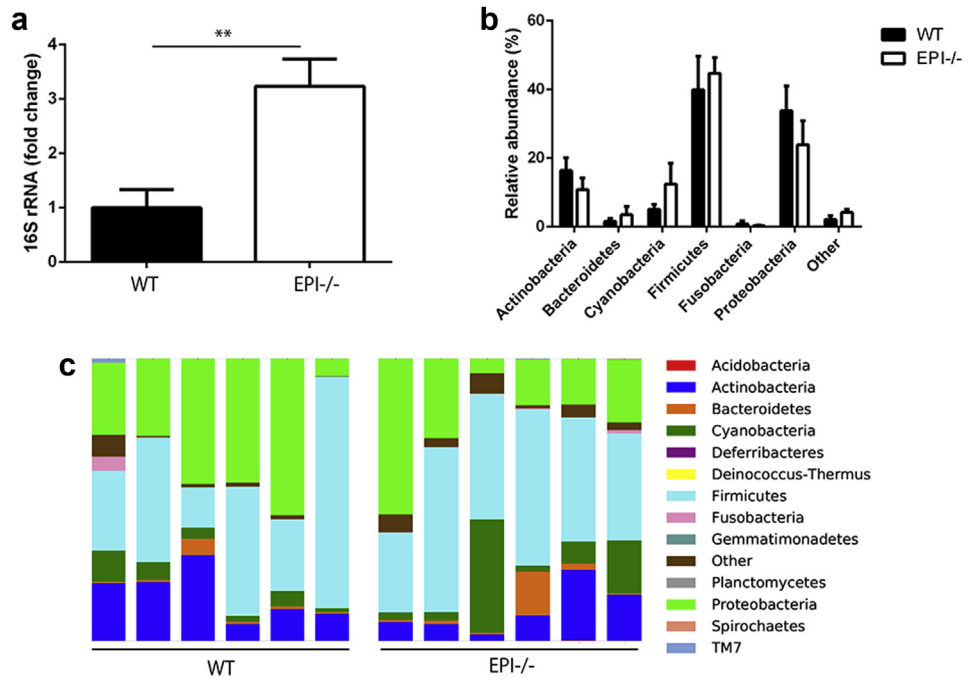 a
**
16S rRNA (fold change)
4
3
2
1
0
WT
EPI-/-
b
Relative abundance (%)
60
40
20
0
Actinobacteria
Bacteroidetes
Cyanobacteria
Firmicutes
Fusobacteria
Proteobacteria
Other
WT
EPI-/-
c
WT
EPI-/-
Acidobacteria
Actinobacteria
Bacteroidetes
Cyanobacteria
Deferribacteres
Deinococcus-Thermus
Firmicutes
Fusobacteria
Gemmatimonadetes
Other
Planctomycetes
Proteobacteria
Spirochaetes
TM7